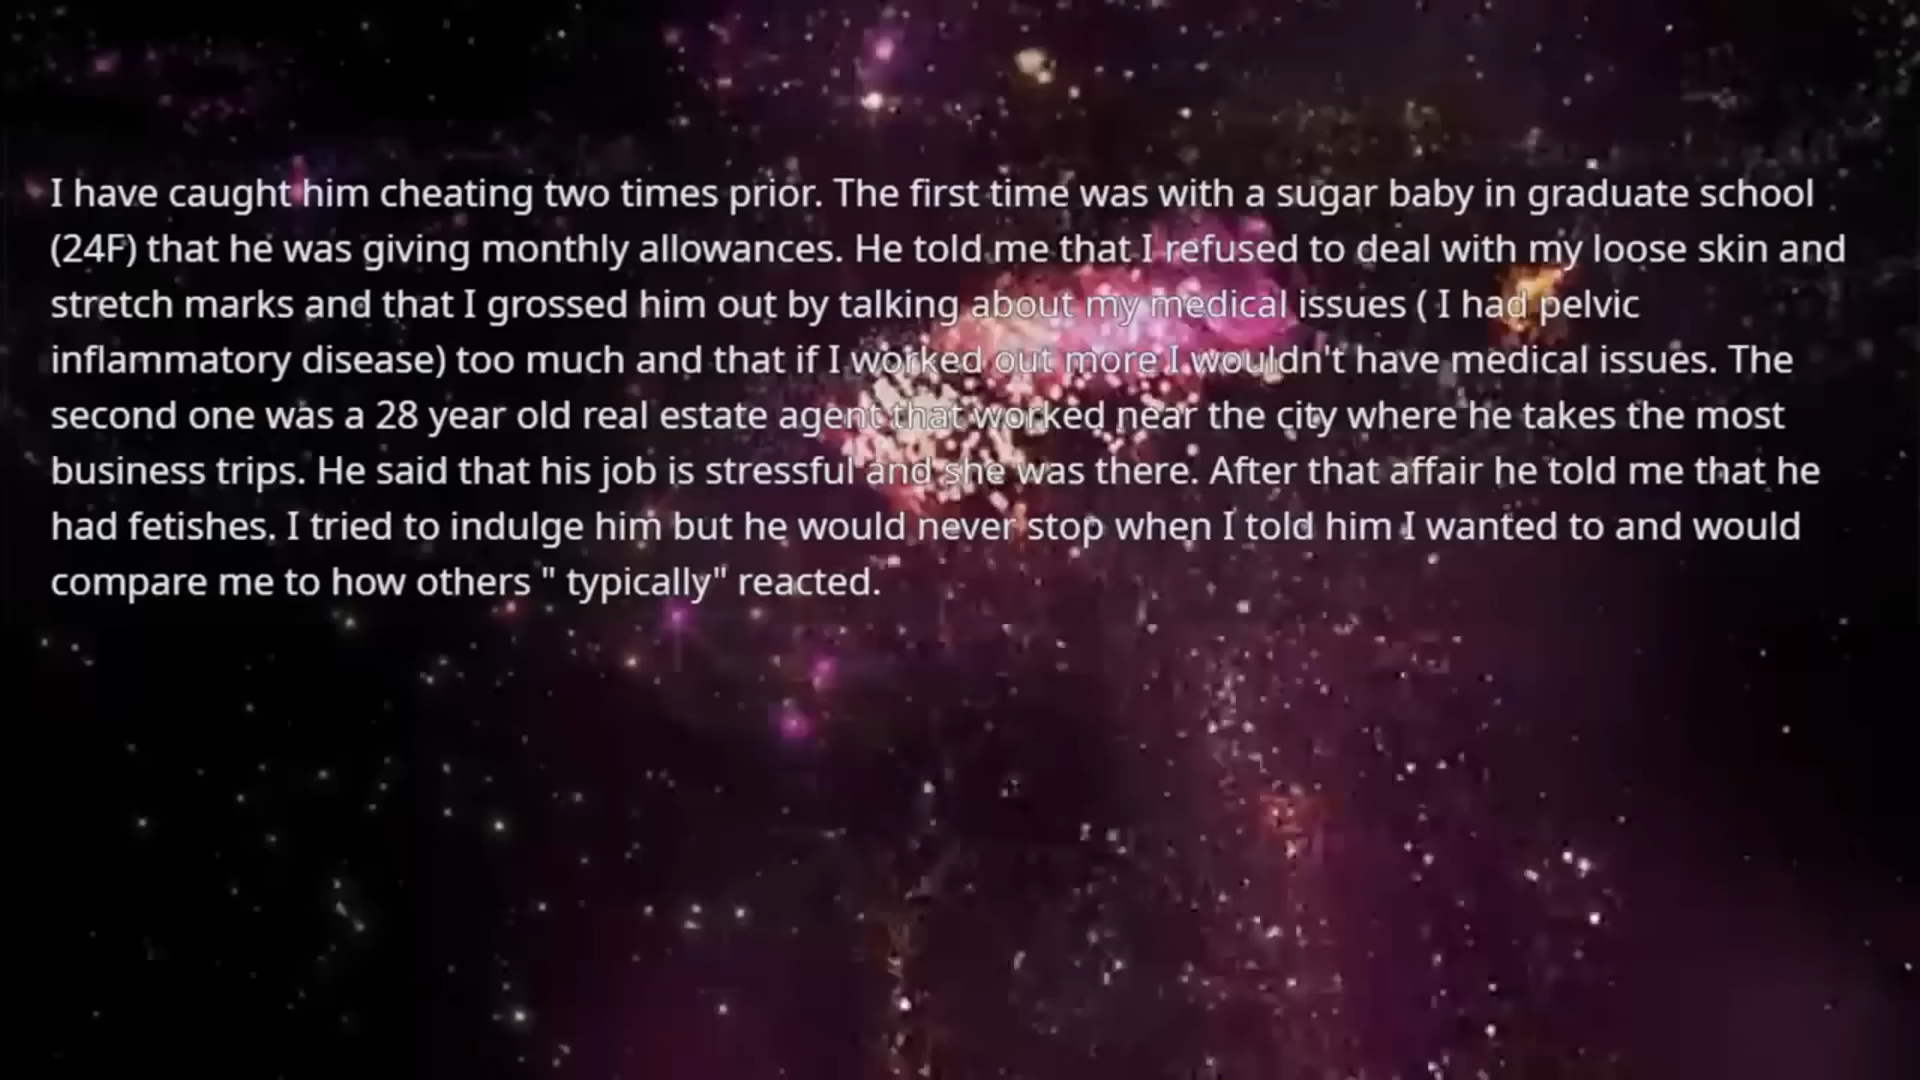 I have caught him cheating two times prior. The first time was with a sugar baby in graduate school
(24F) that he was giving monthly allowances. He told me that I refused to deal with my loose skin and
stretch marks and that I grossed him out by talking about my medical issues ( I had pelvic
inflammatory disease) too much and that if I worked out more I wouldn't have medical issues. The
second one was a 28 year old real estate agent that worked near the city where he takes the most
business trips. He said that his job is stressful and she was there. After that affair he told me that he
had fetishes. I tried to indulge him but he would never stop when I told him I wanted to and would
compare me to how others " typically" reacted.